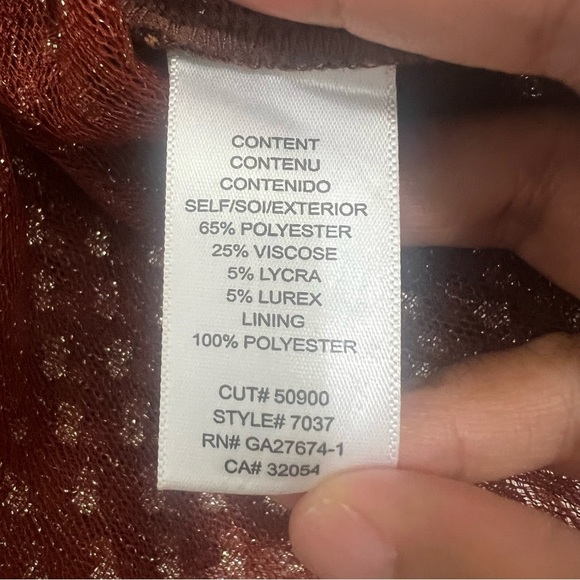 CONTENT
CONTENU
CONTENIDO
SELF/SOI/EXTERIOR
65% POLYESTER
25% VISCOSE
5% LYCRA
5% LUREX
LINING
100% POLYESTER
CUT# 50900
STYLE# 7037
RN# GA27674-1
CA# 32054